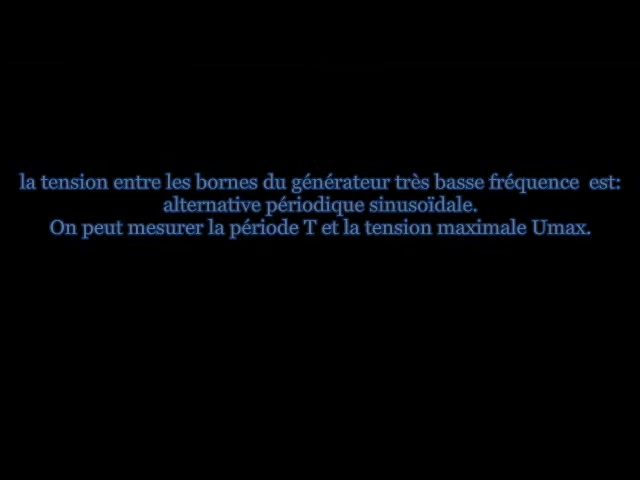 la tension entre les bornes du générateur très basse fréquence  est:
alternative périodique sinusoïdale.
On peut mesurer la période T et la tension maximale Umax.